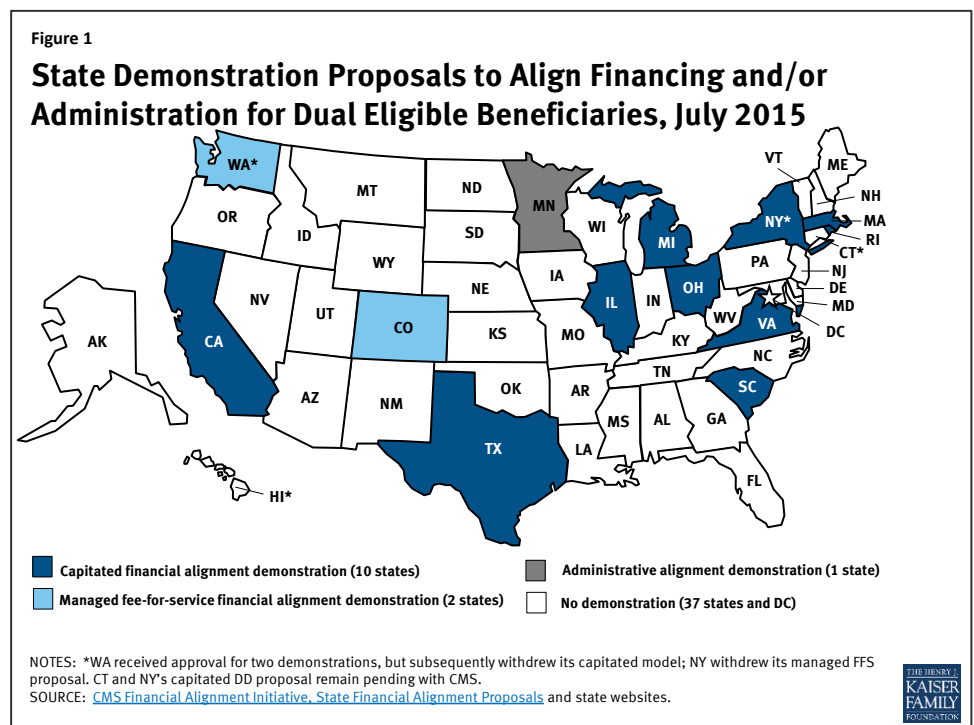 Figure 1
State Demonstration Proposals to Align Financing and/or
Administration for Dual Eligible Beneficiaries, July 2015
WA*
MT
ND
MN
VT
ME
NH
OR
ID
SD
WI
NY*
MA
MI
RI
CT*
WY
IA
PA
NJ
NE
OH
DE
NV
IL
IN
MD
UT
WV
CO
VA
DC
AK
CA
KS
MO
KY
NC
TN
AZ
OK
AR
SC
NM
MS
AL
GA
TX
LA
FL
HI*
Capitated financial alignment demonstration (10 states)
Administrative alignment demonstration (1 state)
Managed fee-for-service financial alignment demonstration (2 states)
No demonstration (37 states and DC)
NOTES: *WA received approval for two demonstrations, but subsequently withdrew its capitated model; NY withdrew its managed FFS
proposal. CT and NY's capitated DD proposal remain pending with CMS.
SOURCE: CMS Financial Alignment Initiative, State Financial Alignment Proposals and state websites.
THE HENRY J.
KAISER
FAMILY
FOUNDATION